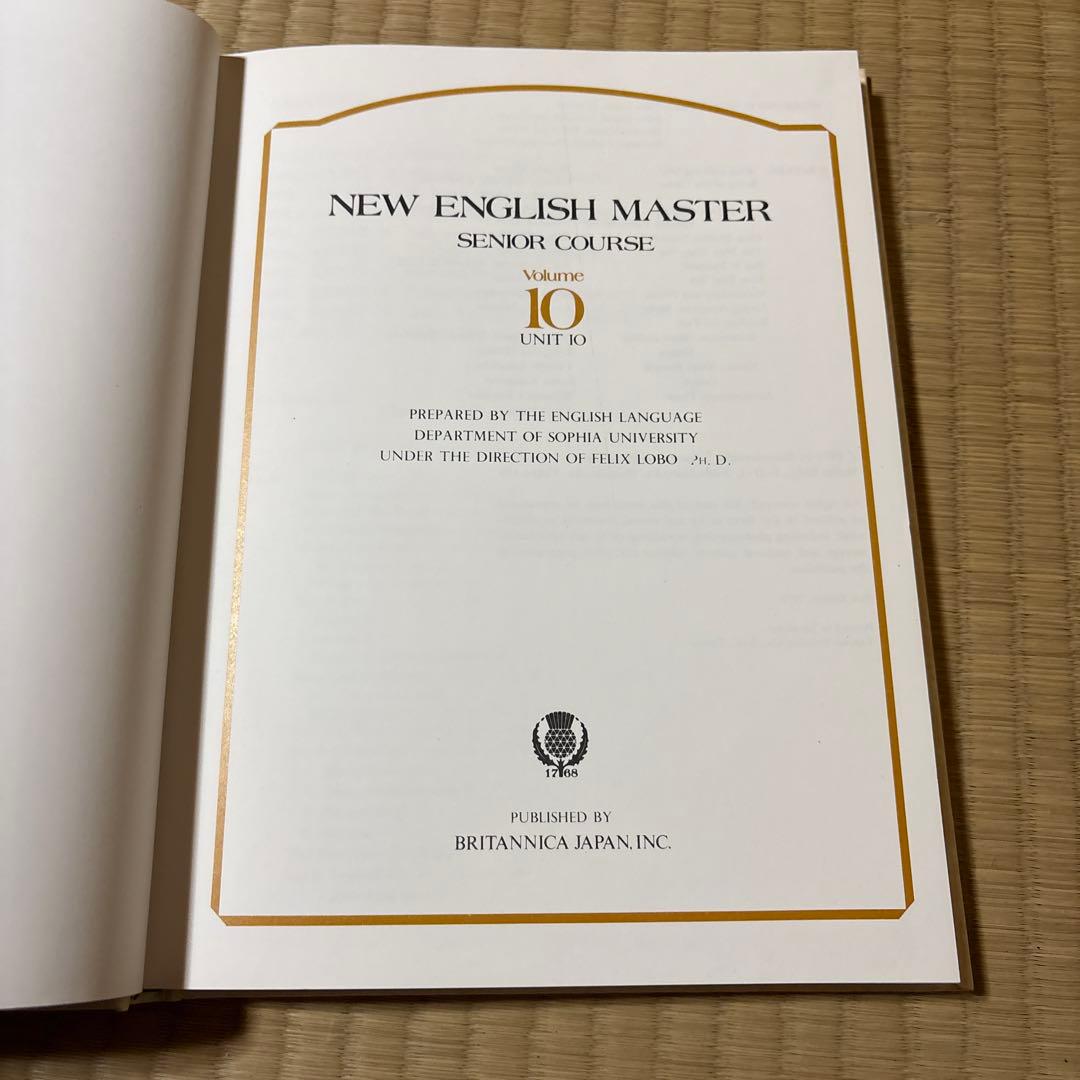 NEW ENGLISH MASTER
SENIOR COURSE
Volume
10
UNIT 10
PREPARED BY THE ENGLISH LANGUAGE
DEPARTMENT OF SOPHIA UNIVERSITY
UNDER THE DIRECTION OF FELIX LOBO PH. D.
1768
PUBLISHED BY
BRITANNICA JAPAN, INC.